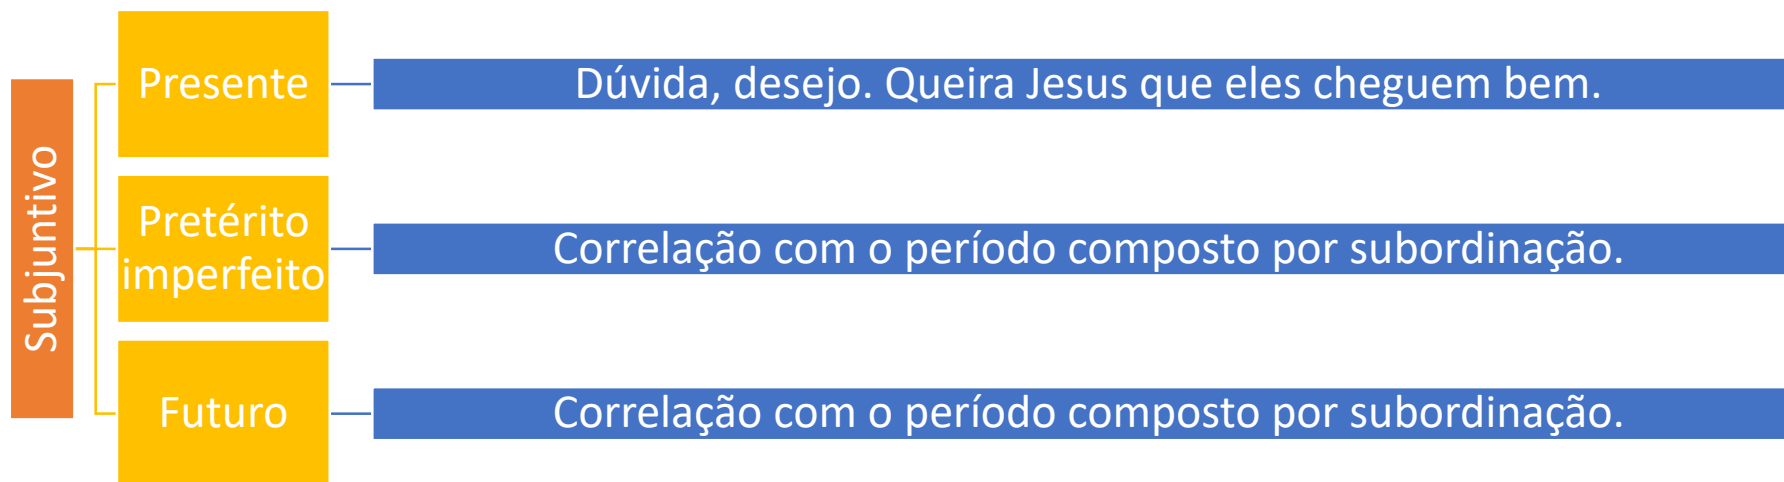 Subjuntivo
Presente
Dúvida, desejo. Queira Jesus que eles cheguem bem.
Pretérito
imperfeito
Correlação com o período composto por subordinação.
Futuro
Correlação com o período composto por subordinação.